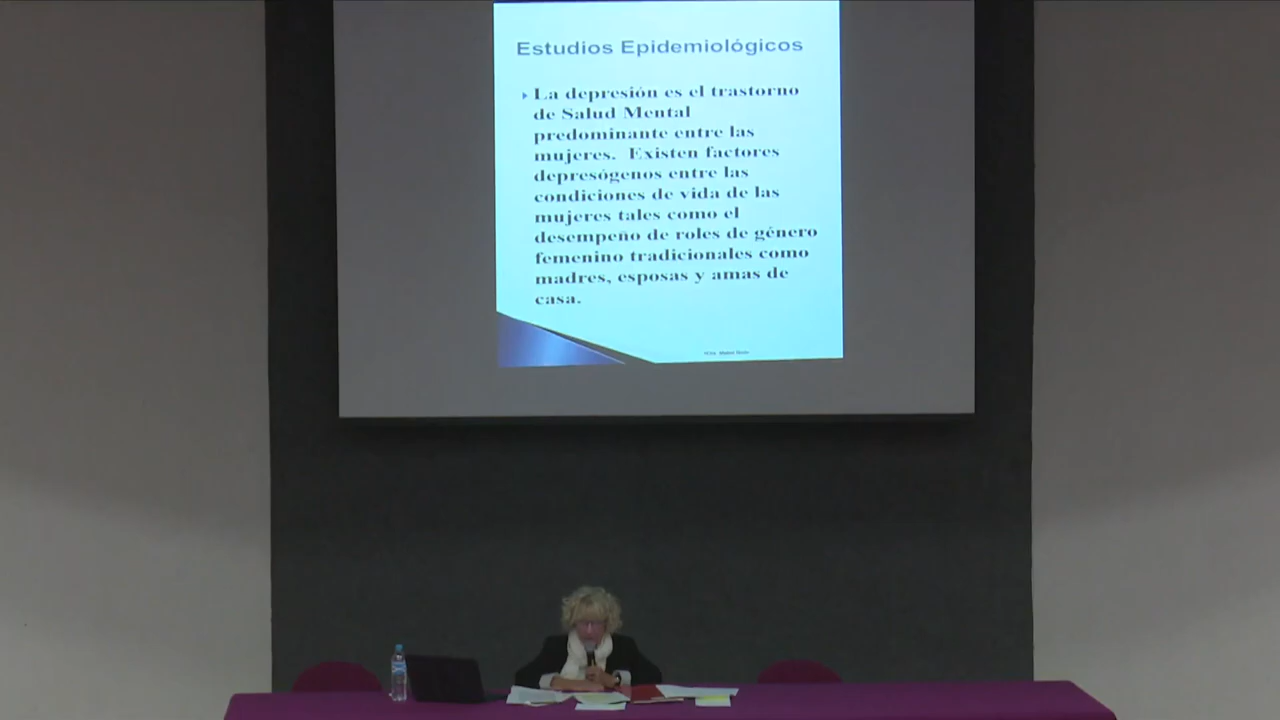 Estudios Epidemiológicos
La depresión es el trastorno
de Salud Mental
predominante entre las
mujeres. Existen factores
depresógenos entre las
condiciones de vida de las
mujeres tales como el
desempeño de roles de género
femenino tradicionales como
madres, esposas y amas de
casa.